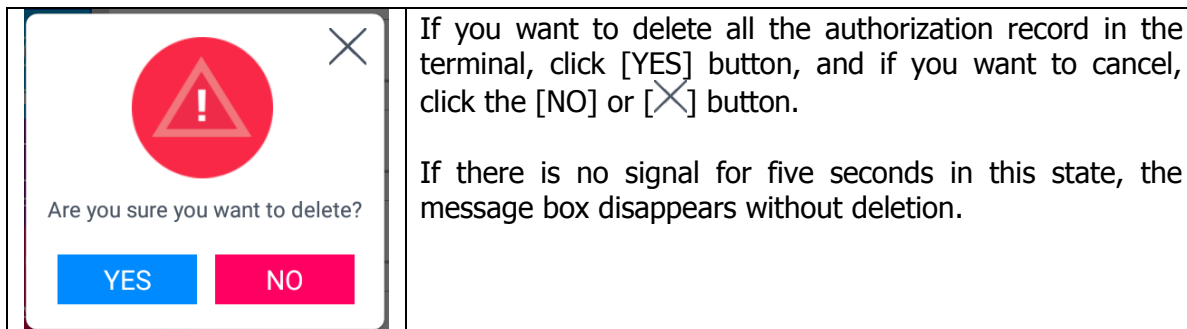 !
Are you sure you want to delete?
YES NO
If you want to delete all the authorization record in the
terminal, click [YES] button, and if you want to cancel,
click the [NO] or [╳] button.
If there is no signal for five seconds in this state, the
message box disappears without deletion.